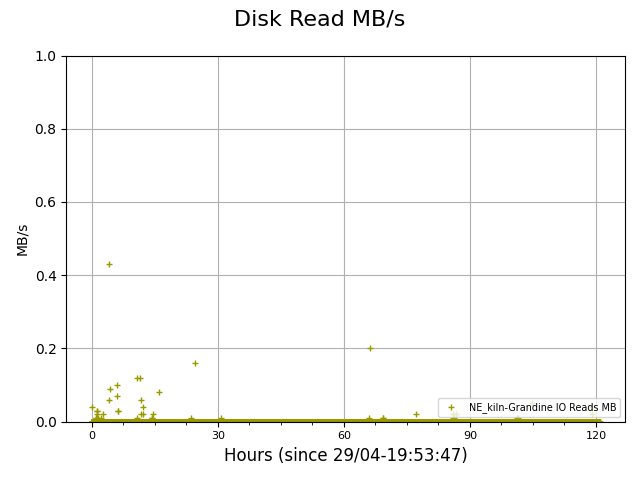 Disk Read MB/s
1.0
0.8
0.6
0.4
0.2
0.0
MB/s
NE_kiln-Grandine IO Reads MB
0 30 60 90 120
Hours (since 29/04-19:53:47)